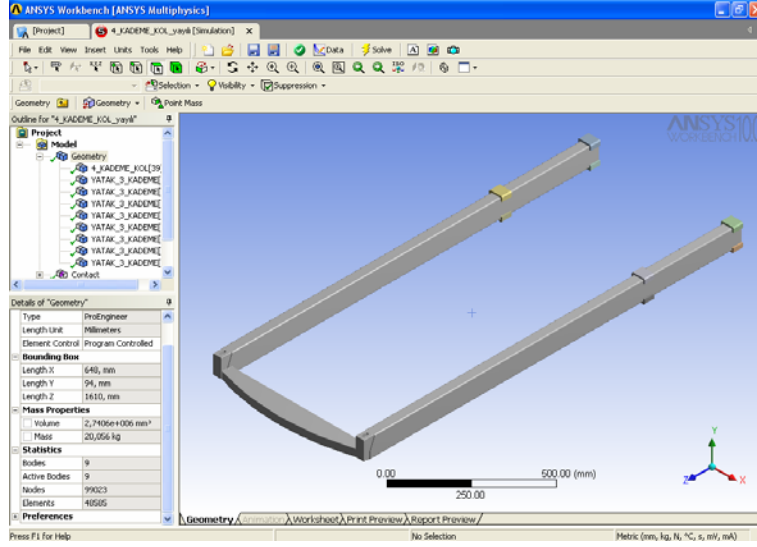 ANSYS Workbench [ANSYS Multiphysics]
[Project] 4_KADEME_KOL_yaylı [Simulation] x
File Edit View Insert Units Tools Help Data Solve
Selection Visibility Suppression
Geometry Geometry Point Mass
Outline for "4_KADEME_KOL_yaylı"
Project
Model
Geometry
4_KADEME_KOL[39
YATAK_3_KADEME[
YATAK_3_KADEME[
YATAK_3_KADEME[
YATAK_3_KADEME[
YATAK_3_KADEME[
YATAK_3_KADEME[
YATAK_3_KADEME[
YATAK_3_KADEME[
Contact
Details of "Geometry"
Type ProEngineer
Length Unit Milimeters
Element Control Program Controlled
Bounding Box
Length X 648, mm
Length Y 94, mm
Length Z 1610, mm
Mass Properties
Volume 2,7406e+006 mm³
Mass 20,056 kg
Statistics
Bodies 9
Active Bodies 9
Nodes 99023
Elements 48585
Preferences
ANSYS 10.0
WORKBENCH
0.00 500.00 (mm)
250.00
Y
Z X
Geometry Animation Worksheet Print Preview Report Preview
Press F1 for Help No Selection Metric (mm, kg, N, °C, s, mV, mA)